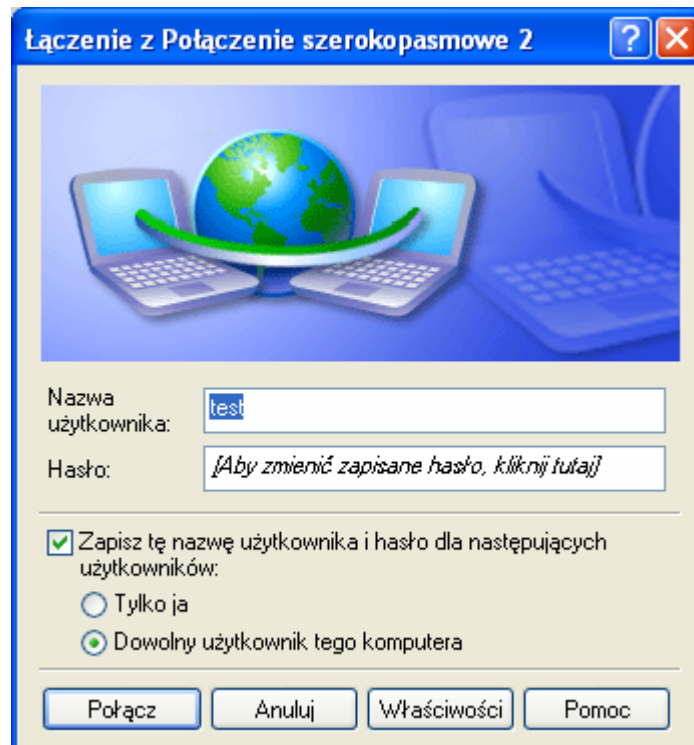 Łączenie z Połączenie szerokopasmowe 2
Nazwa
użytkownika:
test
Hasło:
[Aby zmienić zapisane hasło, kliknij tutaj]
Zapisz tę nazwę użytkownika i hasło dla następujących
użytkowników:
Tylko ja
Dowolny użytkownik tego komputera
Połącz Anuluj Właściwości Pomoc